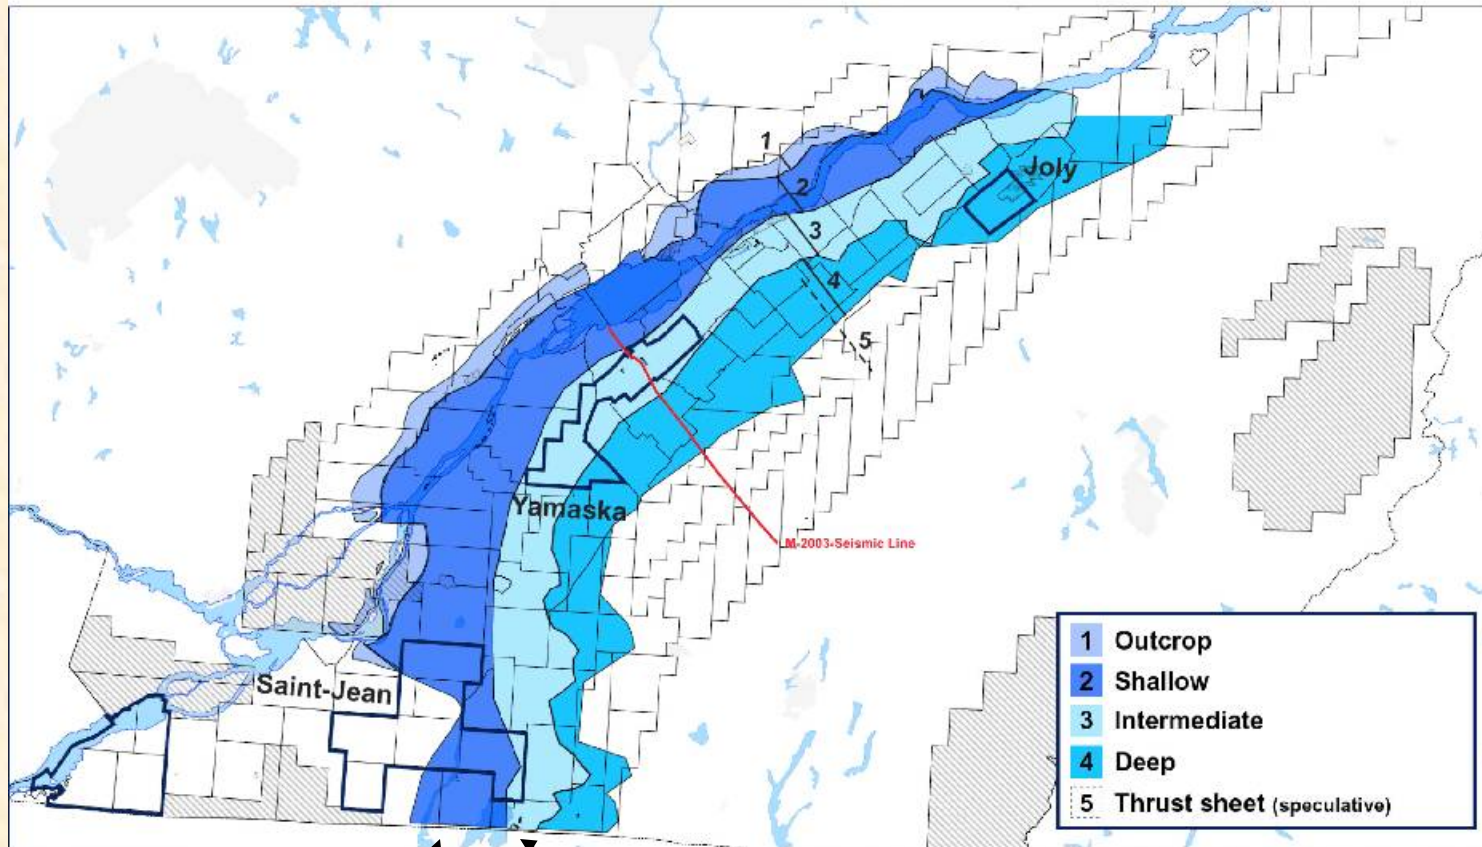 1
2
3
4
5
Joly
Yamaska
M-2003-Seismic Line
Saint-Jean
1 Outcrop
2 Shallow
3 Intermediate
4 Deep
5 Thrust sheet (speculative)